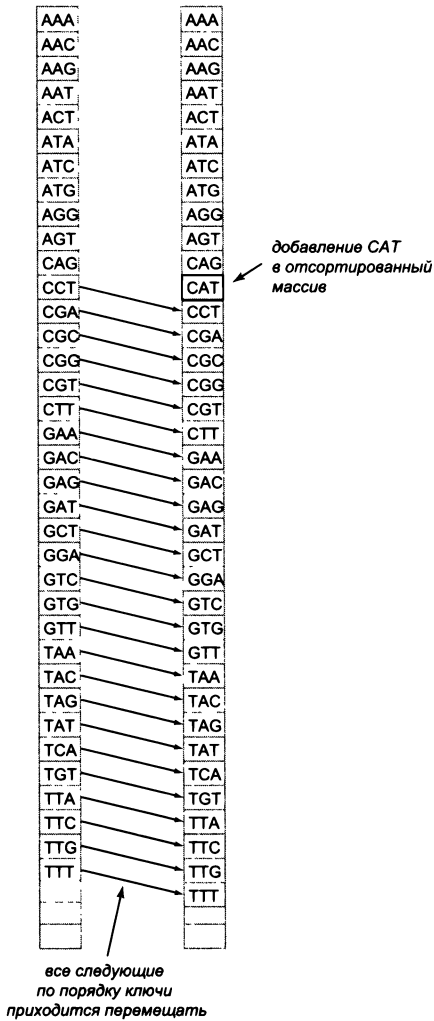 AAA AAA
AAC AAC
AAG AAG
AAT AAT
ACT ACT
ATA ATA
ATC ATC
ATG ATG
AGG AGG
AGT AGT
CAG CAG
CCT CAT
CGA CCT
CGC CGA
CGG CGC
CGT CGG
CTT CGT
GAA CTT
GAC GAA
GAG GAC
GAT GAG
GCT GAT
GGA GCT
GTC GGA
GTG GTC
GTT GTG
TAA GTT
TAC TAA
TAG TAC
TAT TAG
TCA TAT
TGT TCA
TTA TGT
TTC TTA
TTG TTC
TTT TTG
TTT
добавление CAT
в отсортированный
массив
все следующие
по порядку ключи
приходится перемещать